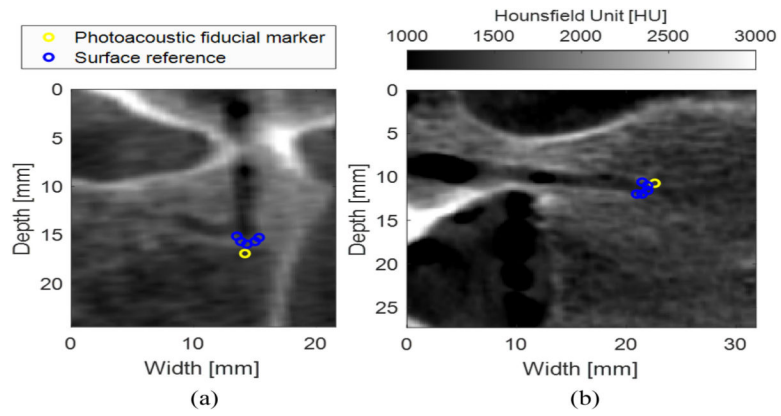 Photoacoustic fiducial marker
Surface reference
Hounsfield Unit [HU]
1000 1500 2000 2500 3000
0
5
10
15
20
Depth [mm]
0 10 20
Width [mm]
(a)
0
5
10
15
20
25
Depth [mm]
0 10 20 30
Width [mm]
(b)